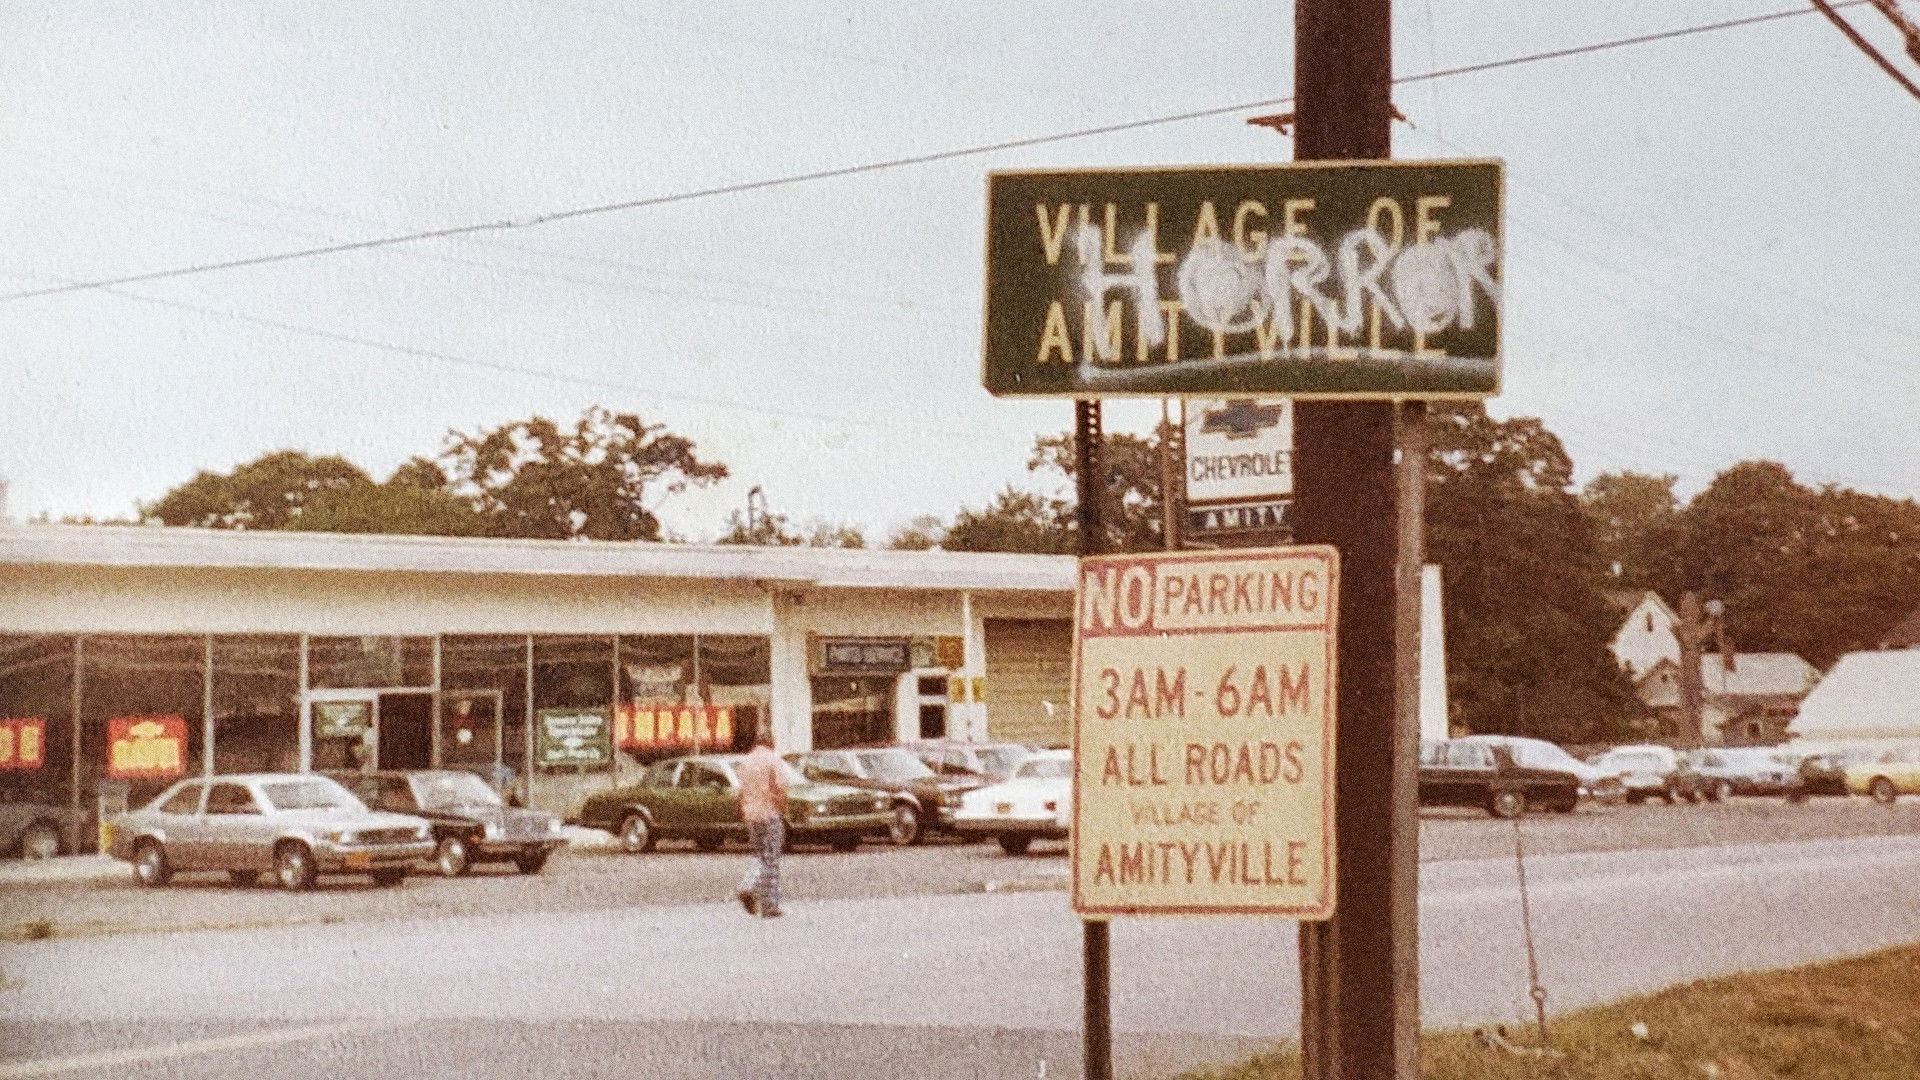 VILLAGE OF
HORROR
AMITYVILLE
CHEVROLET
AMITY
NO PARKING
3AM-6AM
ALL ROADS
VILLAGE OF
AMITYVILLE
IMPALA